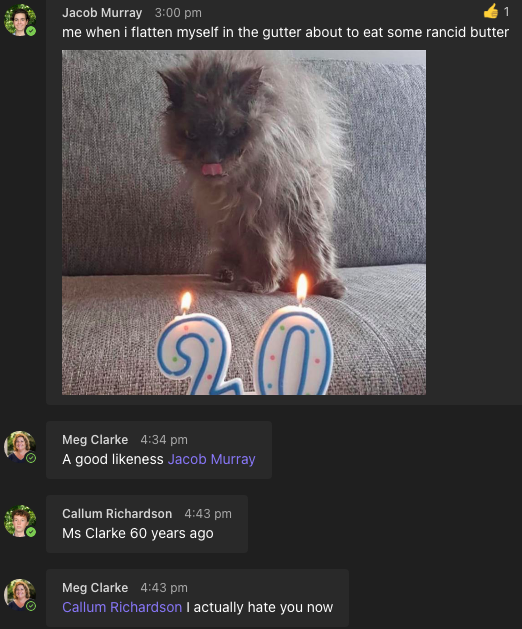 Jacob Murray 3:00 pm 👍 1
me when i flatten myself in the gutter about to eat some rancid butter
20
Meg Clarke 4:34 pm
A good likeness Jacob Murray
Callum Richardson 4:43 pm
Ms Clarke 60 years ago
Meg Clarke 4:43 pm
Callum Richardson I actually hate you now